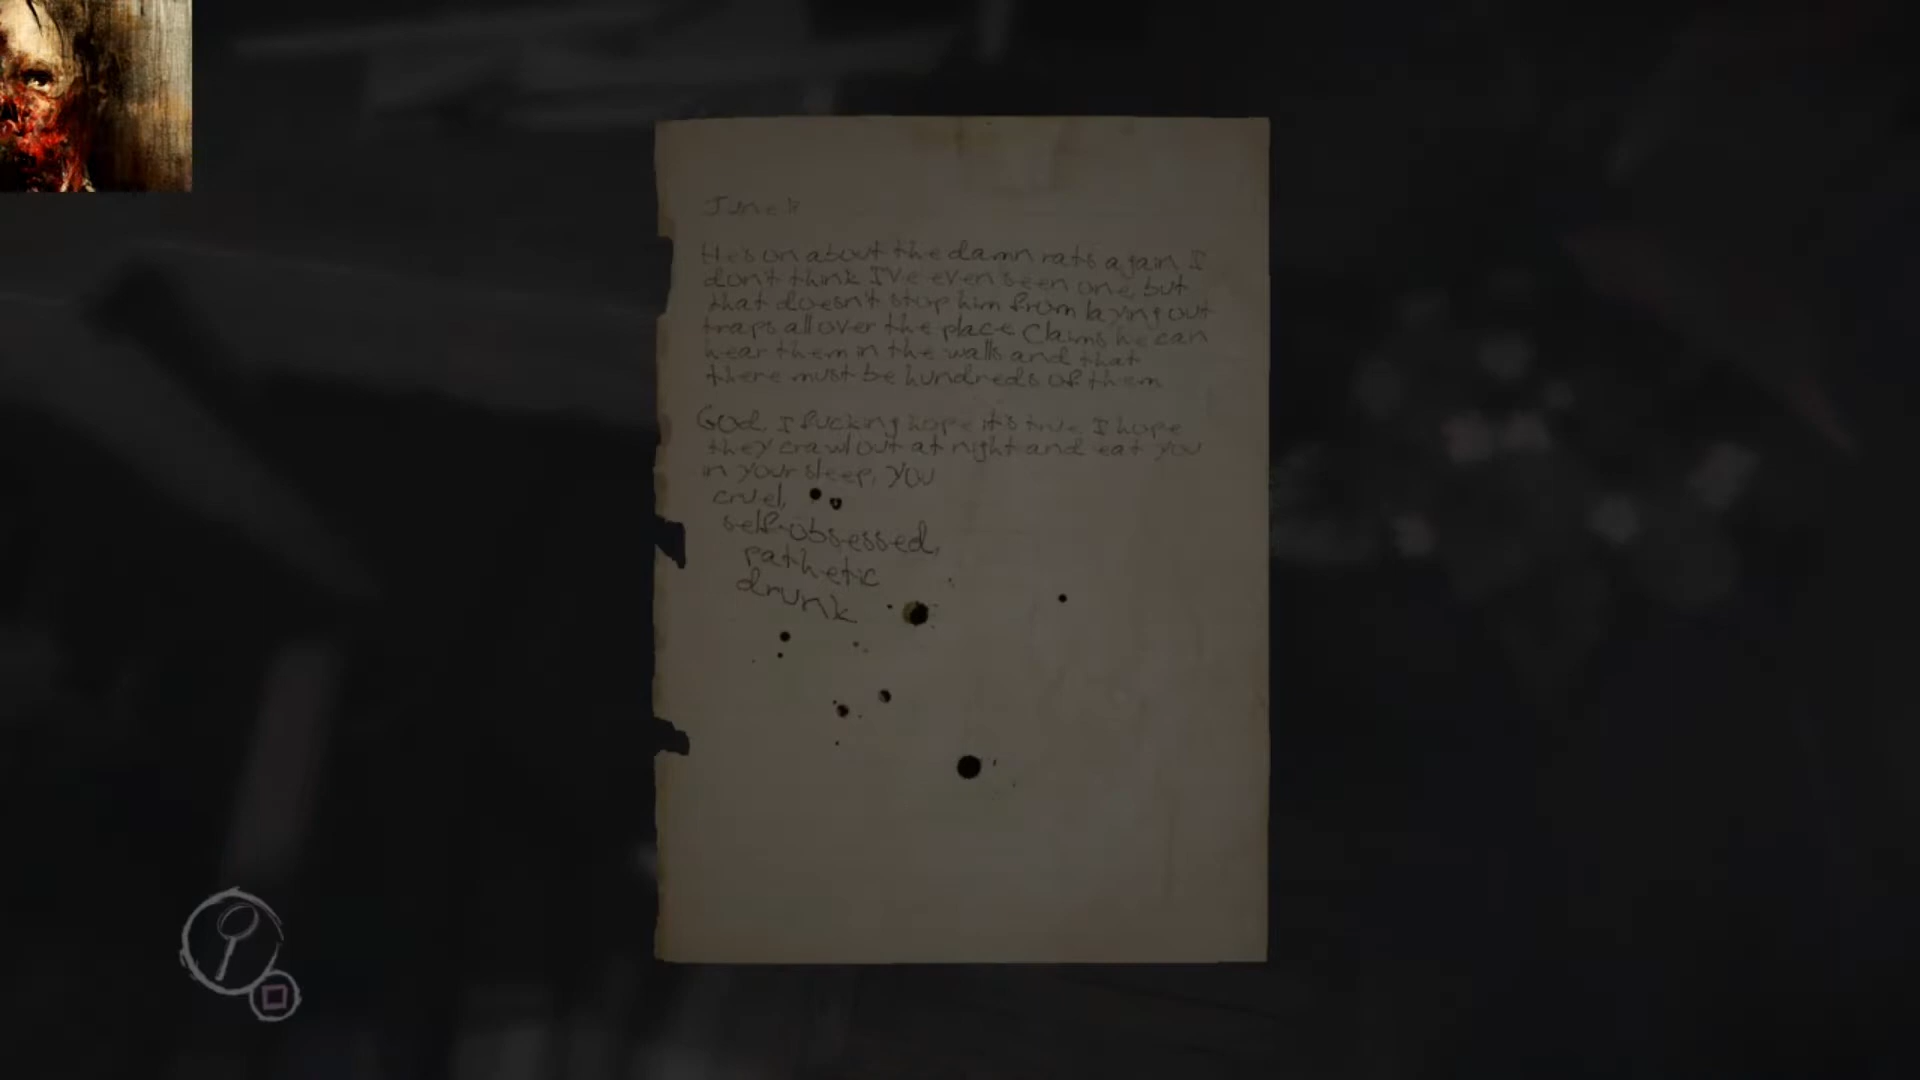 June
He's on about the damn rats again I
don't think I've even seen one, but
that doesn't stop him from laying out
traps all over the place. Claims he can
hear them in the walls and that
there must be hundreds of them
God, I fucking hope it's true. I hope
they crawl out at night and eat you
in your sleep, you
cruel,
self-obsessed,
pathetic
drunk